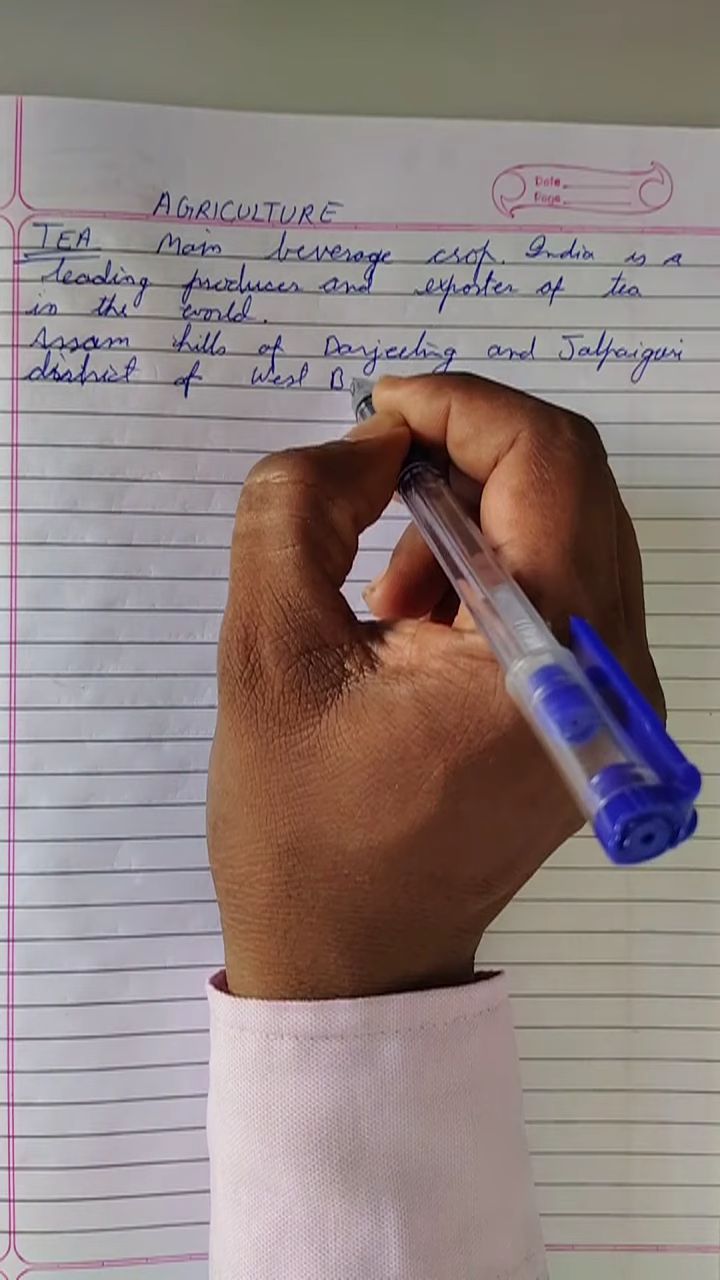 Date
Page
AGRICULTURE
TEA Main beverage crop. India is a
leading producer and exporter of tea
in the world.
Assam hills of Darjeeling and Jalpaiguri
district of West B